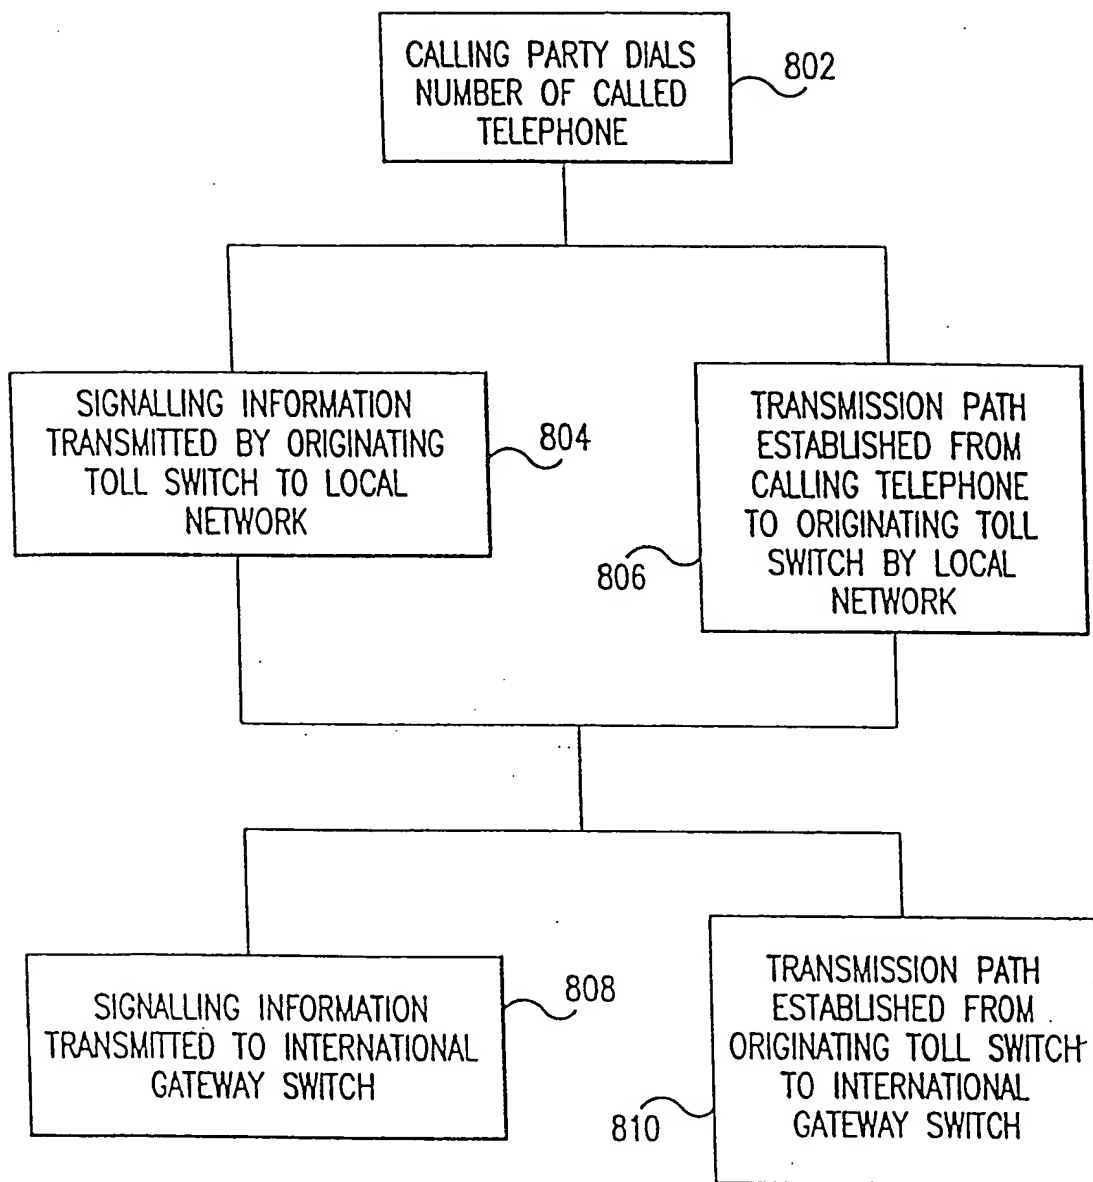 CALLING PARTY DIALS
NUMBER OF CALLED
TELEPHONE
802
SIGNALLING INFORMATION
TRANSMITTED BY ORIGINATING
TOLL SWITCH TO LOCAL
NETWORK
804
TRANSMISSION PATH
ESTABLISHED FROM
CALLING TELEPHONE
TO ORIGINATING TOLL
SWITCH BY LOCAL
NETWORK
806
SIGNALLING INFORMATION
TRANSMITTED TO INTERNATIONAL
GATEWAY SWITCH
808
TRANSMISSION PATH
ESTABLISHED FROM
ORIGINATING TOLL SWITCH
TO INTERNATIONAL
GATEWAY SWITCH
810